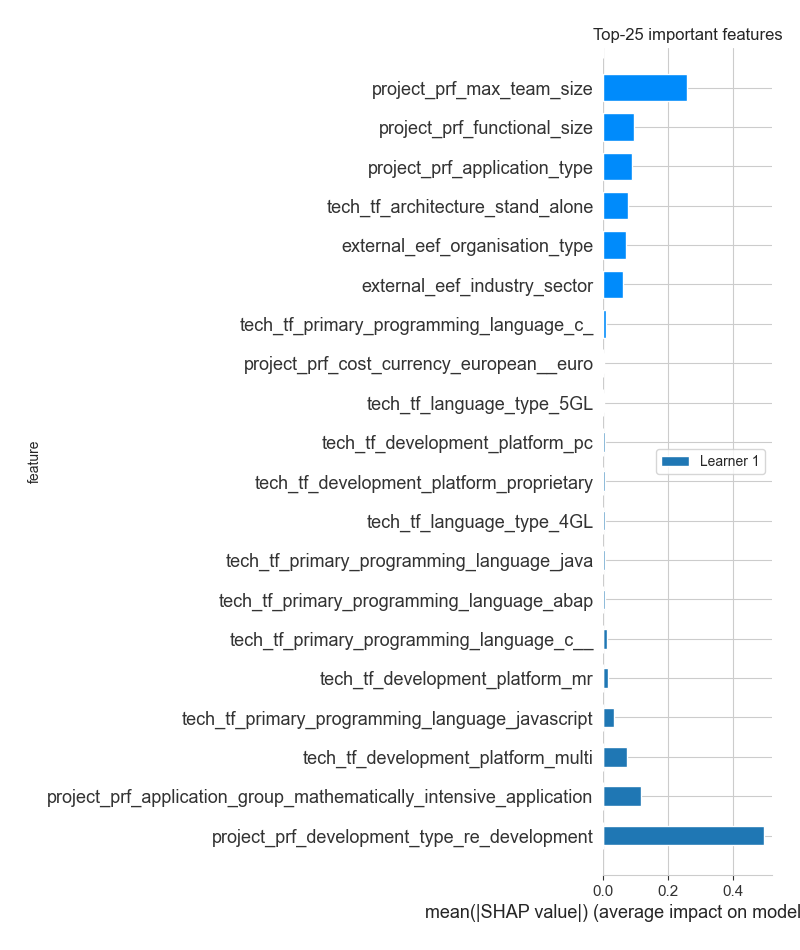 Top-25 important features
project_prf_max_team_size
project_prf_functional_size
project_prf_application_type
tech_tf_architecture_stand_alone
external_eef_organisation_type
external_eef_industry_sector
tech_tf_primary_programming_language_c_
project_prf_cost_currency_european__euro
tech_tf_language_type_5GL
tech_tf_development_platform_pc
feature
Learner 1
tech_tf_development_platform_proprietary
tech_tf_language_type_4GL
tech_tf_primary_programming_language_java
tech_tf_primary_programming_language_abap
tech_tf_primary_programming_language_c__
tech_tf_development_platform_mr
tech_tf_primary_programming_language_javascript
tech_tf_development_platform_multi
project_prf_application_group_mathematically_intensive_application
project_prf_development_type_re_development
0.0 0.2 0.4
mean(|SHAP value|) (average impact on model